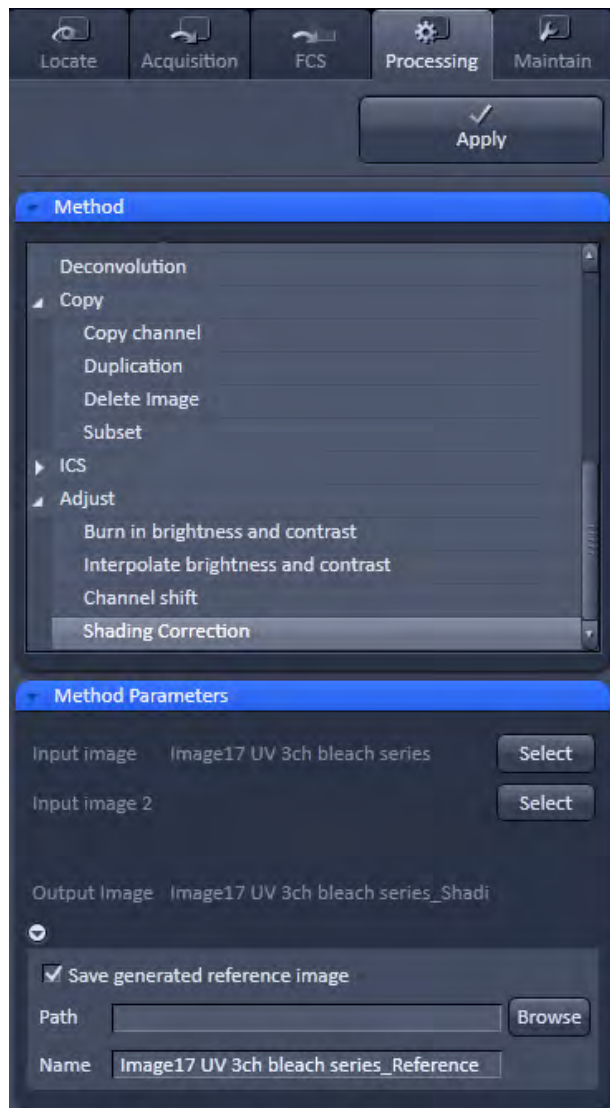 Locate Acquisition FCS Processing Maintain
Apply
Method
Deconvolution
Copy
Copy channel
Duplication
Delete Image
Subset
ICS
Adjust
Burn in brightness and contrast
Interpolate brightness and contrast
Channel shift
Shading Correction
Method Parameters
Input image Image17 UV 3ch bleach series Select
Input image 2 Select
Output Image Image17 UV 3ch bleach series_Shadi
Save generated reference image
Path Browse
Name Image17 UV 3ch bleach series_Reference